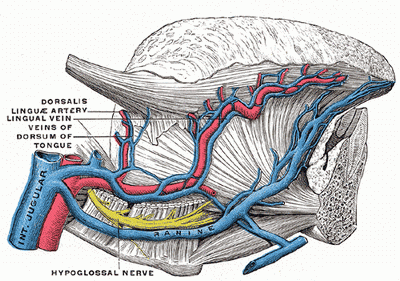 DORSALIS
LINGUÆ ARTERY
LINGUAL VEIN
VEINS OF
DORSUM OF
TONGUE
INT. JUGULAR
RANINE
HYPOGLOSSAL NERVE